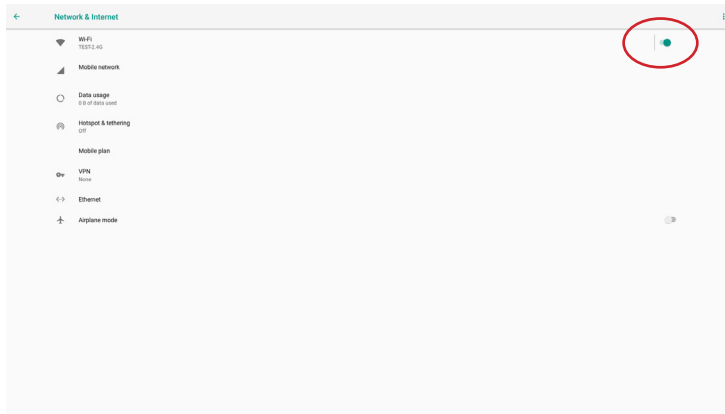 Network & Internet
Wi-Fi
TEST-2.4G
Mobile network
Data usage
0 B of data used
Hotspot & tethering
Off
Mobile plan
VPN
None
Ethernet
Airplane mode